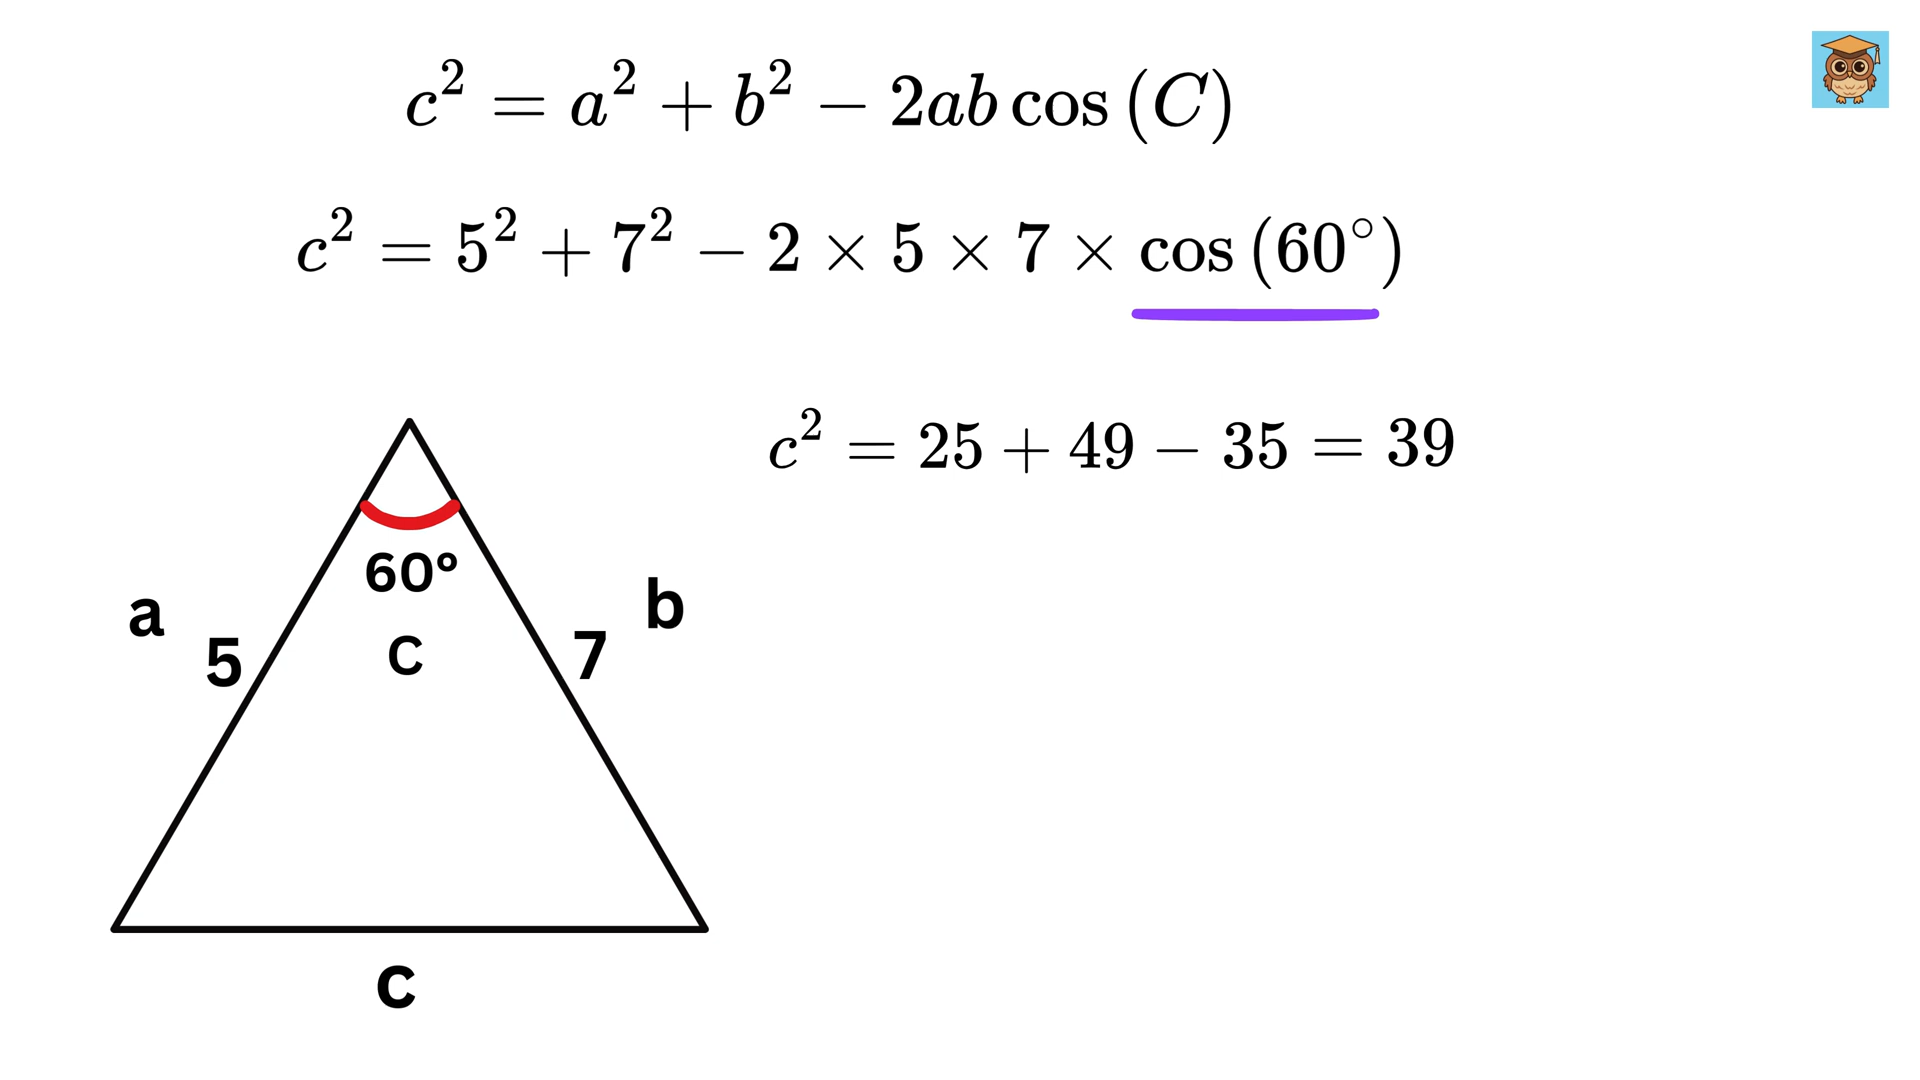 c² = a² + b² − 2ab cos (C)
c² = 5² + 7² − 2 × 5 × 7 × cos (60°)
c² = 25 + 49 − 35 = 39
60º
a
b
5
C
7
c